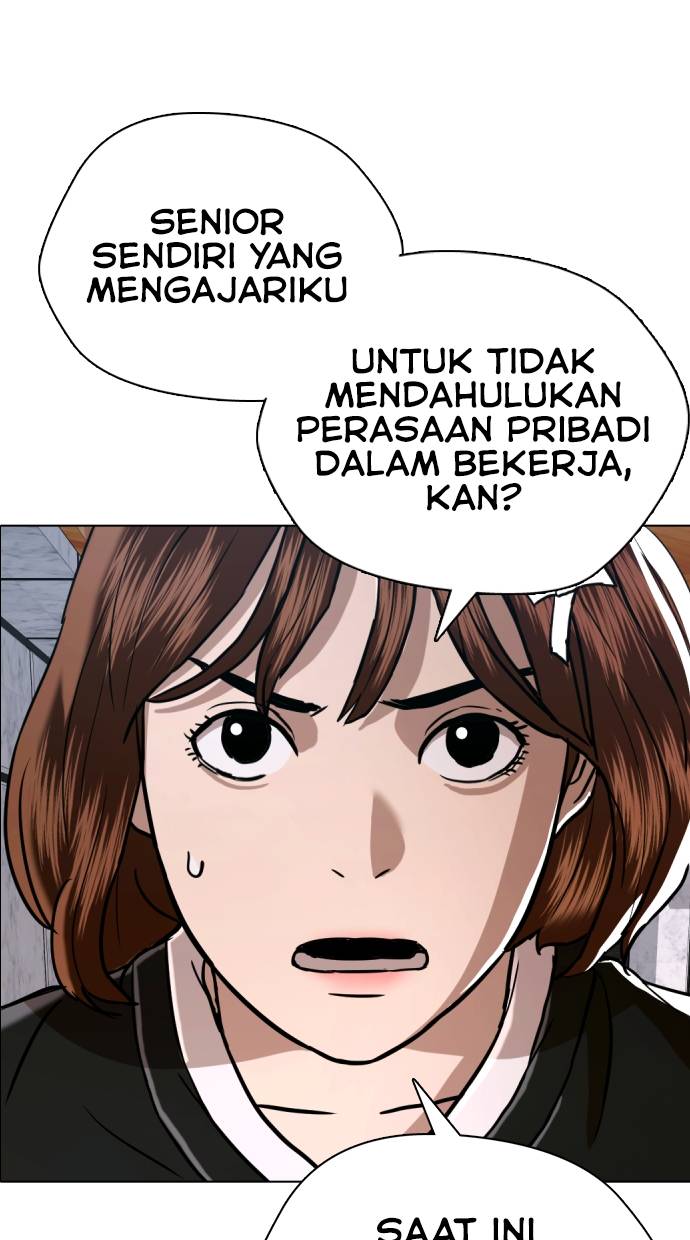 SENIOR
SENDIRI YANG
MENGAJARIKU
UNTUK TIDAK
MENDAHULUKAN
PERASAAN PRIBADI
DALAM BEKERJA,
KAN?
SAAT INI